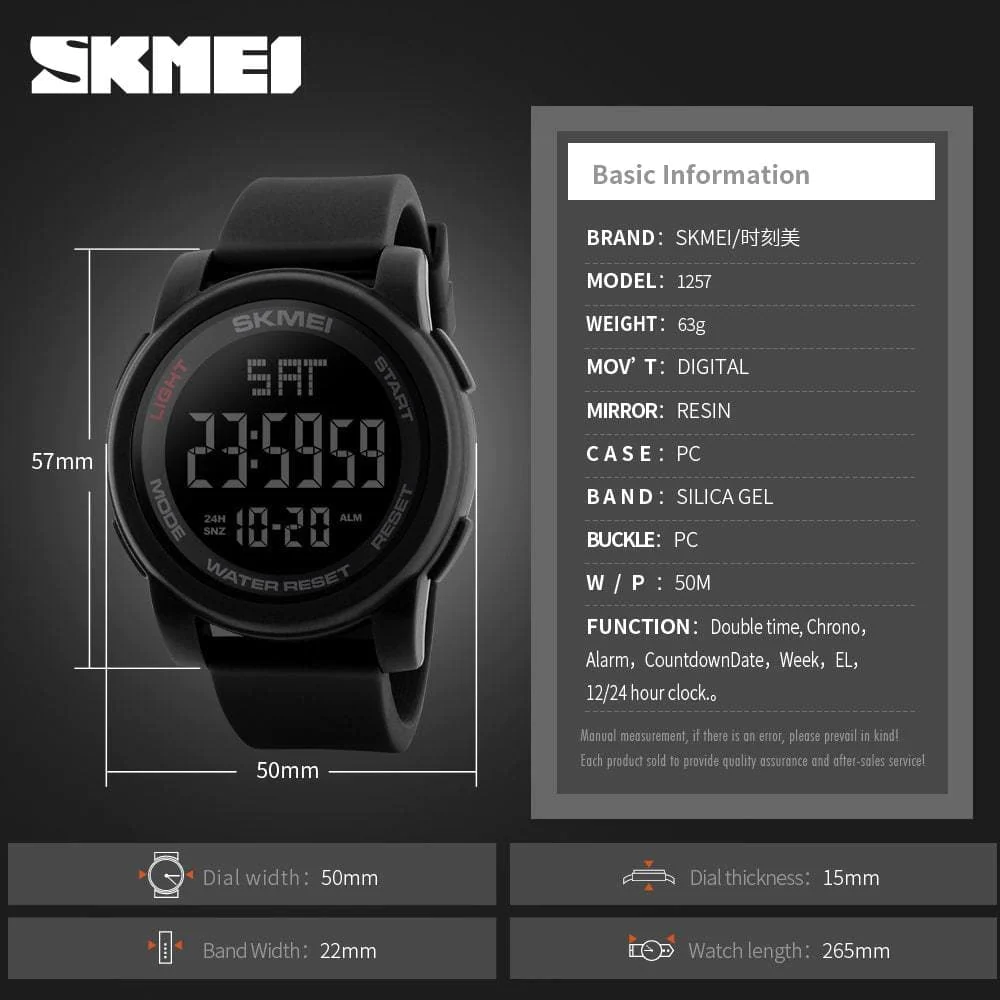 SKMEI
Basic Information
BRAND: SKMEI/时刻美
MODEL: 1257
WEIGHT: 63g
MOV' T: DIGITAL
MIRROR: RESIN
CASE: PC
BAND: SILICA GEL
BUCKLE: PC
W / P : 50M
FUNCTION: Double time, Chrono,
Alarm, CountdownDate, Week, EL,
12/24 hour clock.。
Manual measurement, if there is an error, please prevail in kind!
Each product sold to provide quality assurance and after-sales service!
SKMEI
LIGHT
START
SAT
23:59 59
MODE
RESET
24H
SNZ
10-20
ALM
WATER RESET
57mm
50mm
Dial width: 50mm
Dial thickness: 15mm
Band Width: 22mm
Watch length: 265mm